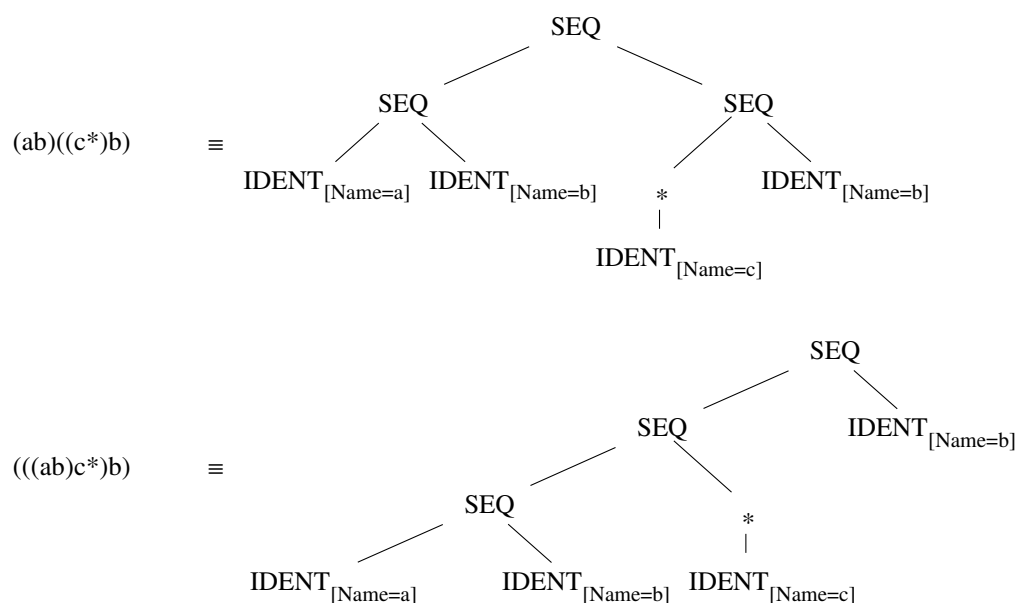 SEQ
SEQ SEQ
(ab)((c*)b) ≡
IDENT[Name=a] IDENT[Name=b] * IDENT[Name=b]
IDENT[Name=c]
SEQ
SEQ IDENT[Name=b]
(((ab)c*)b) ≡
SEQ *
IDENT[Name=a] IDENT[Name=b] IDENT[Name=c]